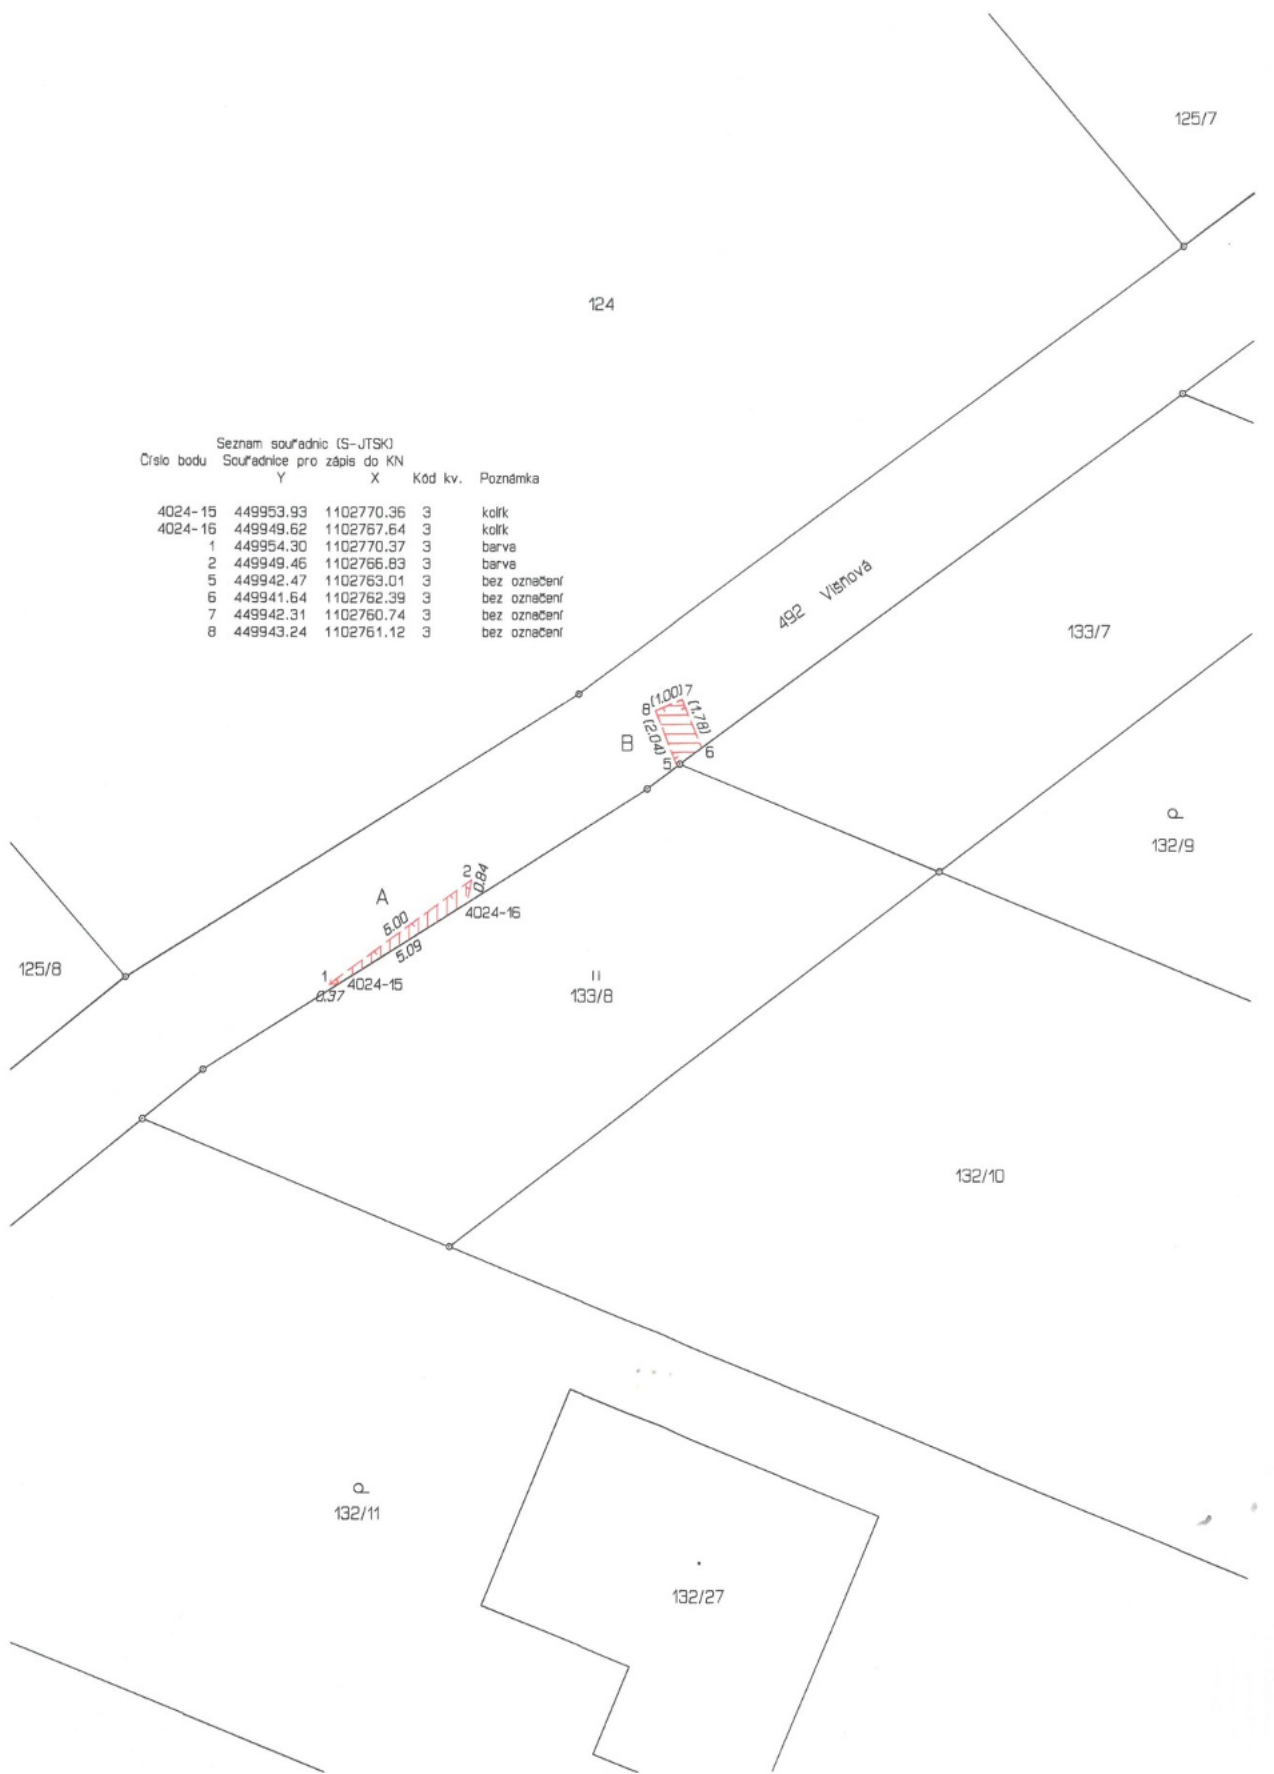 125/7
124
Seznam souřadnic (S-JTSK)
Číslo bodu Souřadnice pro zápis do KN
Y X Kód kv. Poznámka
4024-15 449953.93 1102770.36 3 kolík
4024-16 449949.62 1102767.64 3 kolík
1 449954.30 1102770.37 3 barva
2 449949.46 1102766.83 3 barva
5 449942.47 1102763.01 3 bez označení
6 449941.64 1102762.39 3 bez označení
7 449942.31 1102760.74 3 bez označení
8 449943.24 1102761.12 3 bez označení
492 Višňová
133/7
8 (1.00) 7
(1.78)
B (2.04)
5 6
132/9
2 0.84
A
6.00
4024-16
5.09
125/8
1 4024-15
0.37
133/8
132/10
132/11
132/27